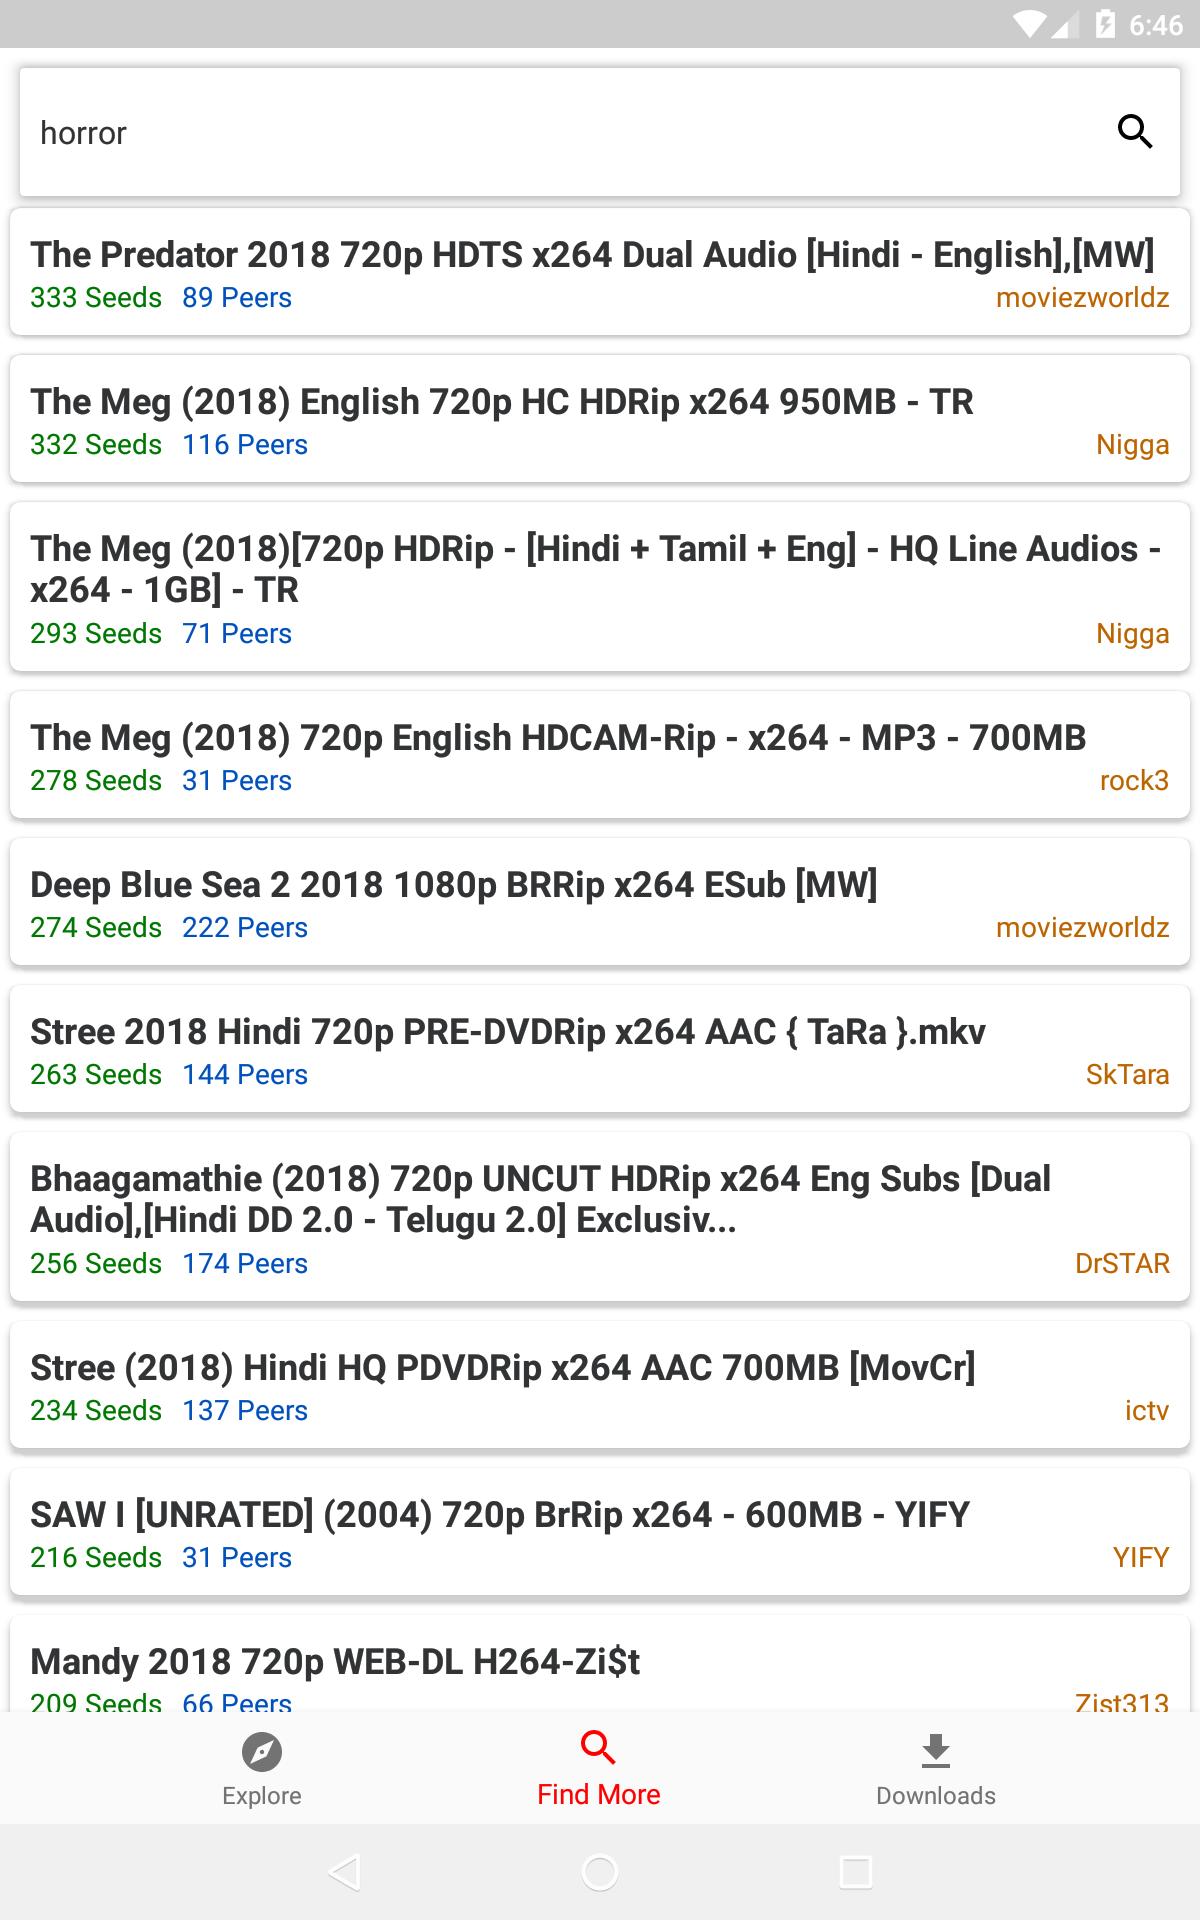 6:46
horror
The Predator 2018 720p HDTS x264 Dual Audio [Hindi - English],[MW]
333 Seeds 89 Peers moviezworldz
The Meg (2018) English 720p HC HDRip x264 950MB - TR
332 Seeds 116 Peers Nigga
The Meg (2018)[720p HDRip - [Hindi + Tamil + Eng] - HQ Line Audios -
x264 - 1GB] - TR
293 Seeds 71 Peers Nigga
The Meg (2018) 720p English HDCAM-Rip - x264 - MP3 - 700MB
278 Seeds 31 Peers rock3
Deep Blue Sea 2 2018 1080p BRRip x264 ESub [MW]
274 Seeds 222 Peers moviezworldz
Stree 2018 Hindi 720p PRE-DVDRip x264 AAC { TaRa }.mkv
263 Seeds 144 Peers SkTara
Bhaagamathie (2018) 720p UNCUT HDRip x264 Eng Subs [Dual
Audio],[Hindi DD 2.0 - Telugu 2.0] Exclusiv...
256 Seeds 174 Peers DrSTAR
Stree (2018) Hindi HQ PDVDRip x264 AAC 700MB [MovCr]
234 Seeds 137 Peers ictv
SAW I [UNRATED] (2004) 720p BrRip x264 - 600MB - YIFY
216 Seeds 31 Peers YIFY
Mandy 2018 720p WEB-DL H264-Zi$t
209 Seeds 66 Peers Zist313
Explore Find More Downloads